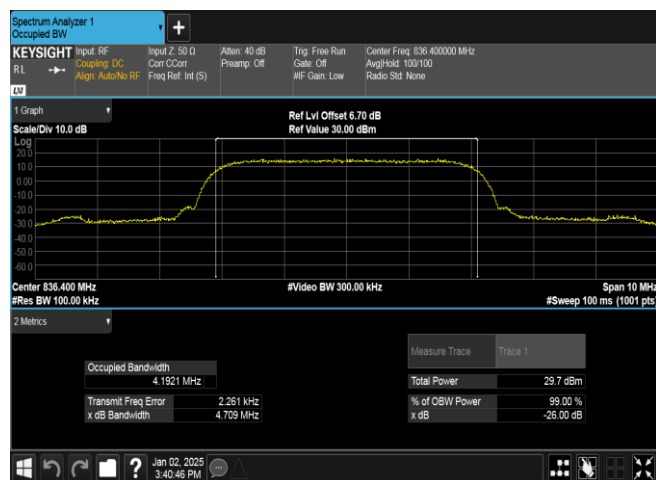 Spectrum Analyzer 1
Occupied BW
+
KEYSIGHT Input: RF Input Z: 50 Ω Atten: 40 dB Trig: Free Run Center Freq: 836.400000 MHz
RL Coupling: DC Corr CCorr Preamp: Off Gate: Off Avg|Hold: 100/100
Align: Auto/No RF Freq Ref: Int (S) #IF Gain: Low Radio Std: None
LXI
1 Graph
Ref Lvl Offset 6.70 dB
Scale/Div 10.0 dB Ref Value 30.00 dBm
Log
20.0
10.0
0.00
-10.0
-20.0
-30.0
-40.0
-50.0
-60.0
Center 836.400 MHz #Video BW 300.00 kHz Span 10 MHz
#Res BW 100.00 kHz #Sweep 100 ms (1001 pts)
2 Metrics
Measure Trace Trace 1
Occupied Bandwidth
4.1921 MHz
Total Power 29.7 dBm
Transmit Freq Error 2.261 kHz % of OBW Power 99.00 %
x dB Bandwidth 4.709 MHz x dB -26.00 dB
? Jan 02, 2025
3:40:46 PM